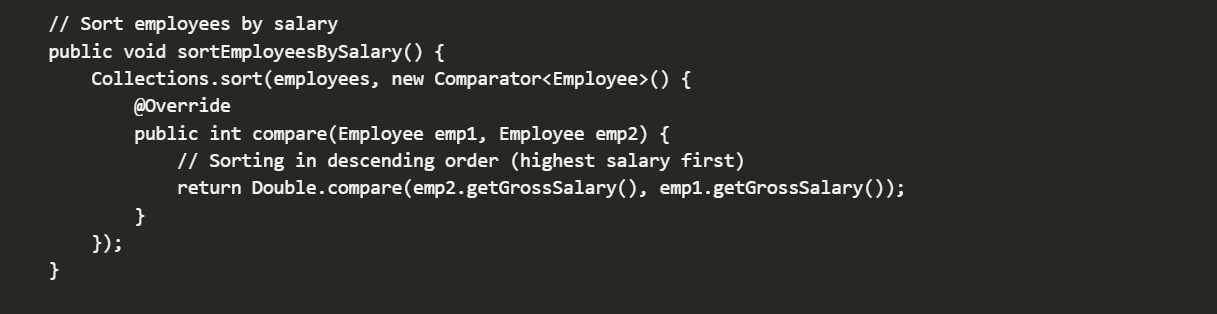 // Sort employees by salary
public void sortEmployeesBySalary() {
    Collections.sort(employees, new Comparator<Employee>() {
        @Override
        public int compare(Employee emp1, Employee emp2) {
            // Sorting in descending order (highest salary first)
            return Double.compare(emp2.getGrossSalary(), emp1.getGrossSalary());
        }
    });
}